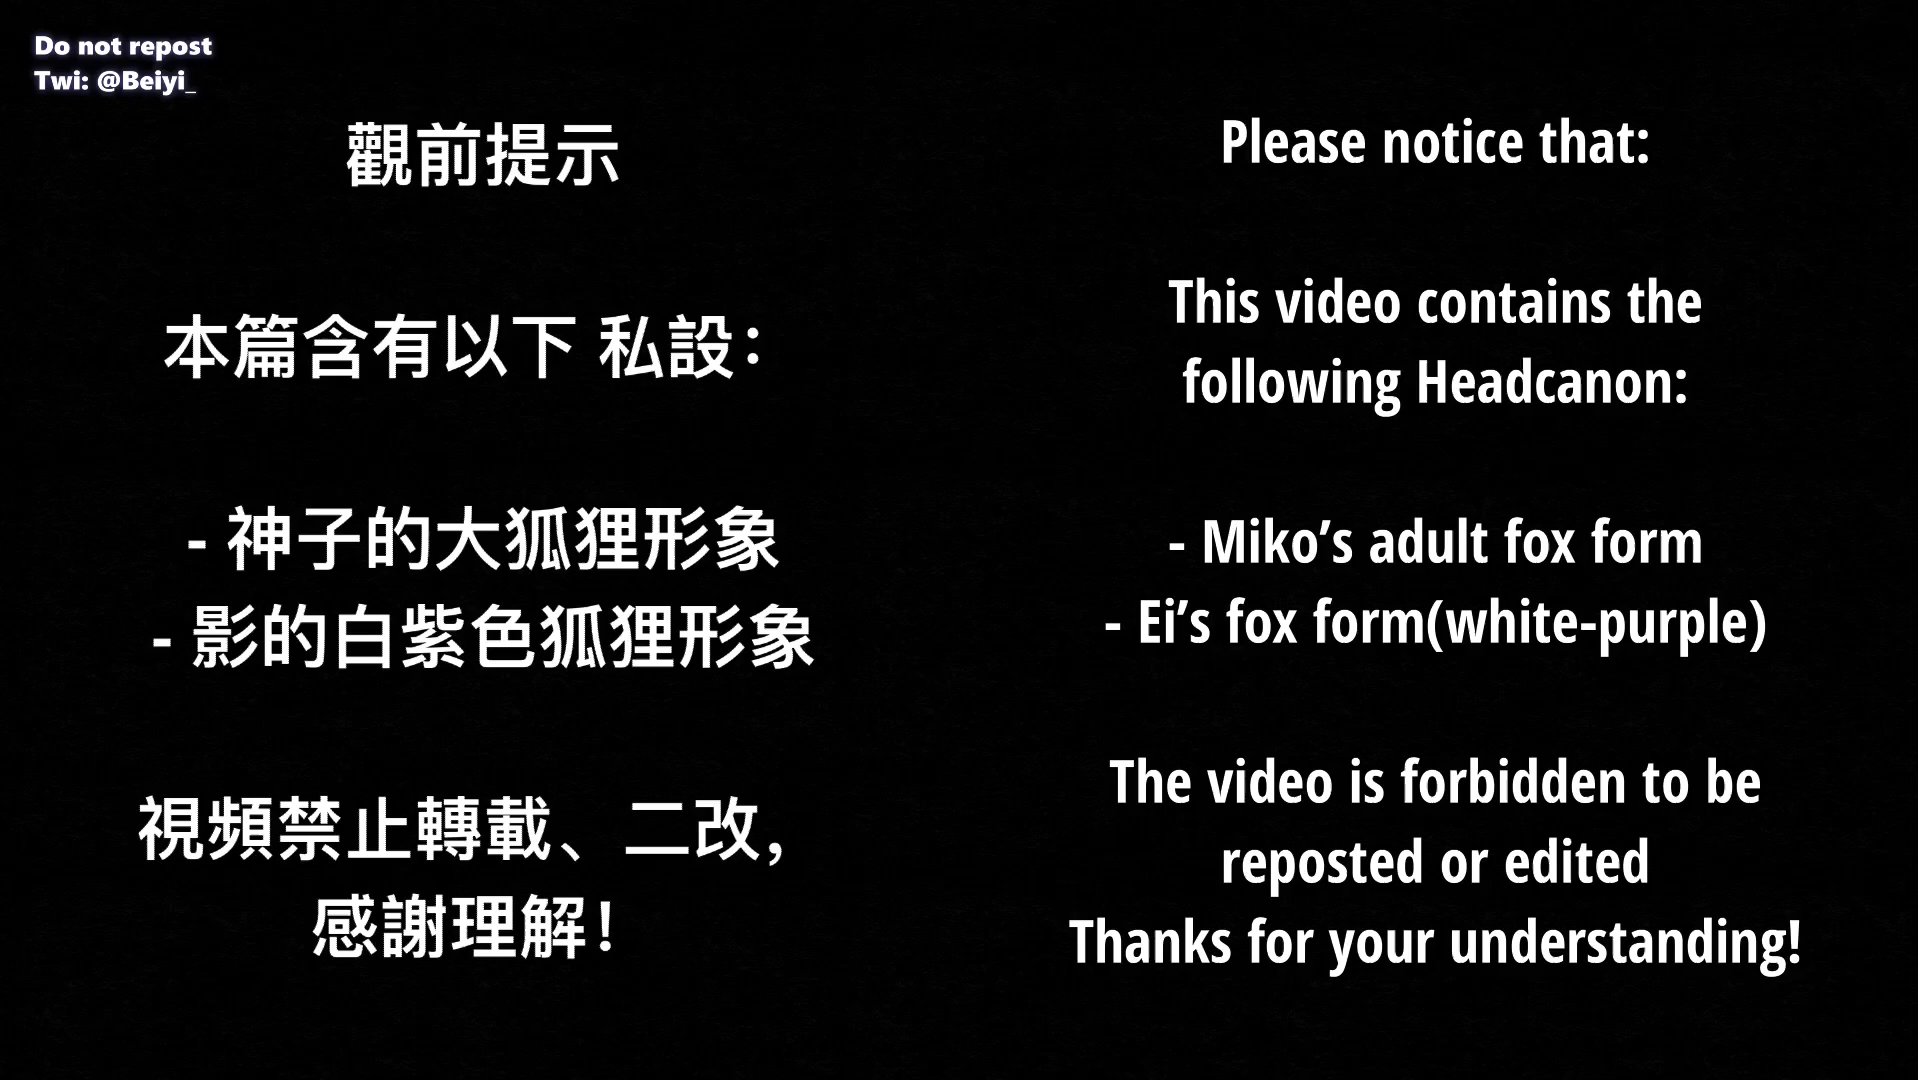 Do not repost
Twi: @Beiyi_
觀前提示
本篇含有以下 私設：
- 神子的大狐狸形象
- 影的白紫色狐狸形象
視頻禁止轉載、二改，
感謝理解！
Please notice that:
This video contains the
following Headcanon:
- Miko’s adult fox form
- Ei’s fox form(white-purple)
The video is forbidden to be
reposted or edited
Thanks for your understanding!